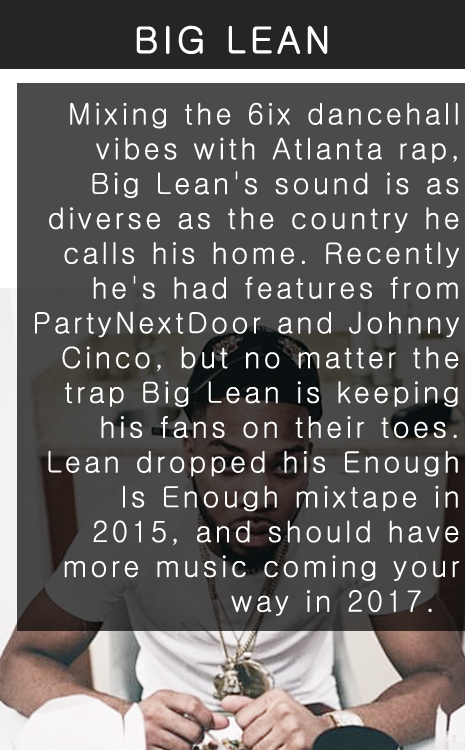 BIG LEAN
Mixing the 6ix dancehall
vibes with Atlanta rap,
Big Lean's sound is as
diverse as the country he
calls his home. Recently
he's had features from
PartyNextDoor and Johnny
Cinco, but no matter the
trap Big Lean is keeping
his fans on their toes.
Lean dropped his Enough
Is Enough mixtape in
2015, and should have
more music coming your
way in 2017.